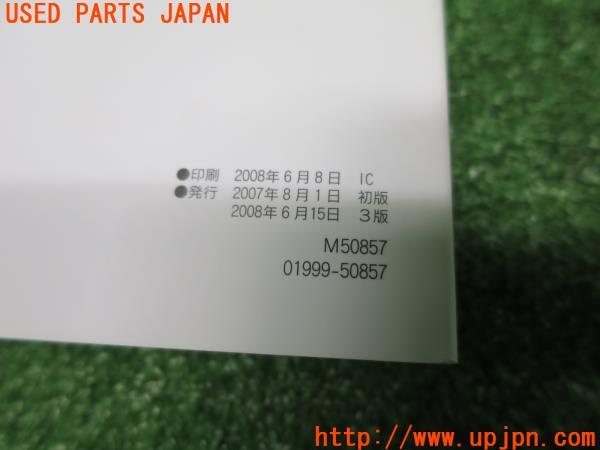 USED PARTS JAPAN
●印刷 2008年6月8日 IC
●発行 2007年8月1日 初版
2008年6月15日 3版
M50857
01999-50857
http://www.upjpn.com/